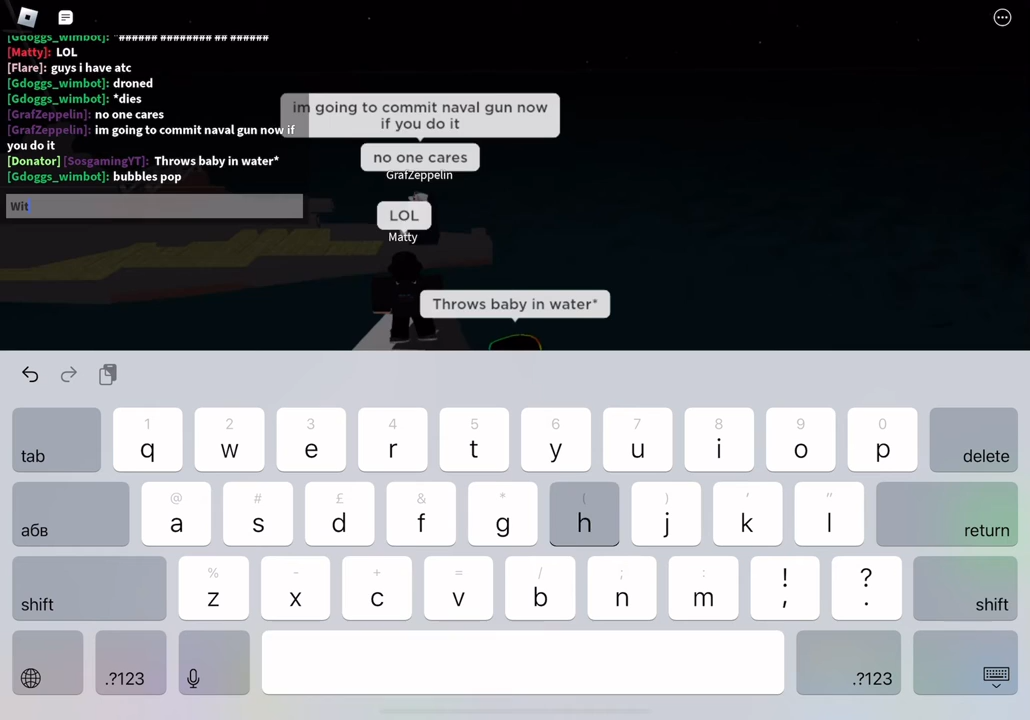 [Gdoggs_wimbot]: "###### ######## ## ######
[Matty]: LOL
[Flare]: guys i have atc
[Gdoggs_wimbot]: droned
[Gdoggs_wimbot]: *dies
[GrafZeppelin]: no one cares
[GrafZeppelin]: im going to commit naval gun now if
you do it
[Donator] [SosgamingYT]: Throws baby in water*
[Gdoggs_wimbot]: bubbles pop
Wit
im going to commit naval gun now
if you do it
no one cares
GrafZeppelin
LOL
Matty
Throws baby in water*
1 2 3 4 5 6 7 8 9 0
tab q w e r t y u i o p delete
@ # £ & * ( ) ' "
абв a s d f g h j k l return
% - + = / ; : ! ?
shift z x c v b n m , . shift
.?123 .?123